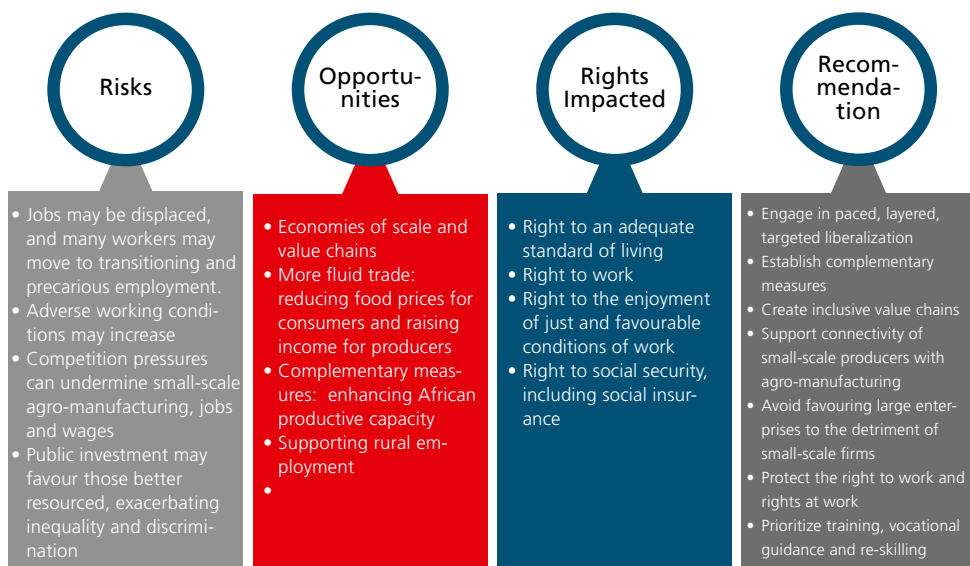 Risks
• Jobs may be displaced,
and many workers may
move to transitioning and
precarious employment.
• Adverse working condi-
tions may increase
• Competition pressures
can undermine small-scale
agro-manufacturing, jobs
and wages
• Public investment may
favour those better
resourced, exacerbating
inequality and discrimi-
nation
Opportu-
nities
• Economies of scale and
value chains
• More fluid trade:
reducing food prices for
consumers and raising
income for producers
• Complementary meas-
ures:  enhancing African
productive capacity
• Supporting rural em-
ployment
•
Rights
Impacted
• Right to an adequate
standard of living
• Right to work
• Right to the enjoyment
of just and favourable
conditions of work
• Right to social security,
including social insur-
ance
Recom-
menda-
tion
• Engage in paced, layered,
targeted liberalization
• Establish complementary
measures
• Create inclusive value chains
• Support connectivity of
small-scale producers with
agro-manufacturing
• Avoid favouring large enter-
prises to the detriment of
small-scale firms
• Protect the right to work and
rights at work
• Prioritize training, vocational
guidance and re-skilling